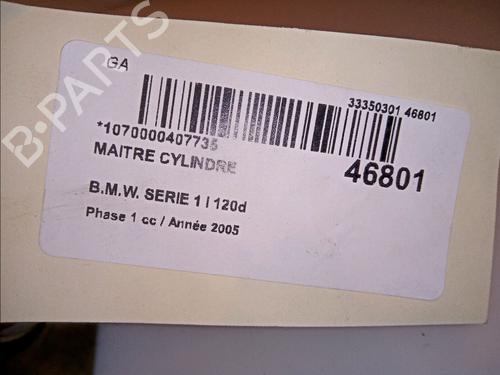 GA
33350301 46801
*1070000407735
46801
MAITRE CYLINDRE
B.M.W. SERIE 1 I 120d
Phase 1 cc / Année 2005
B-PARTS